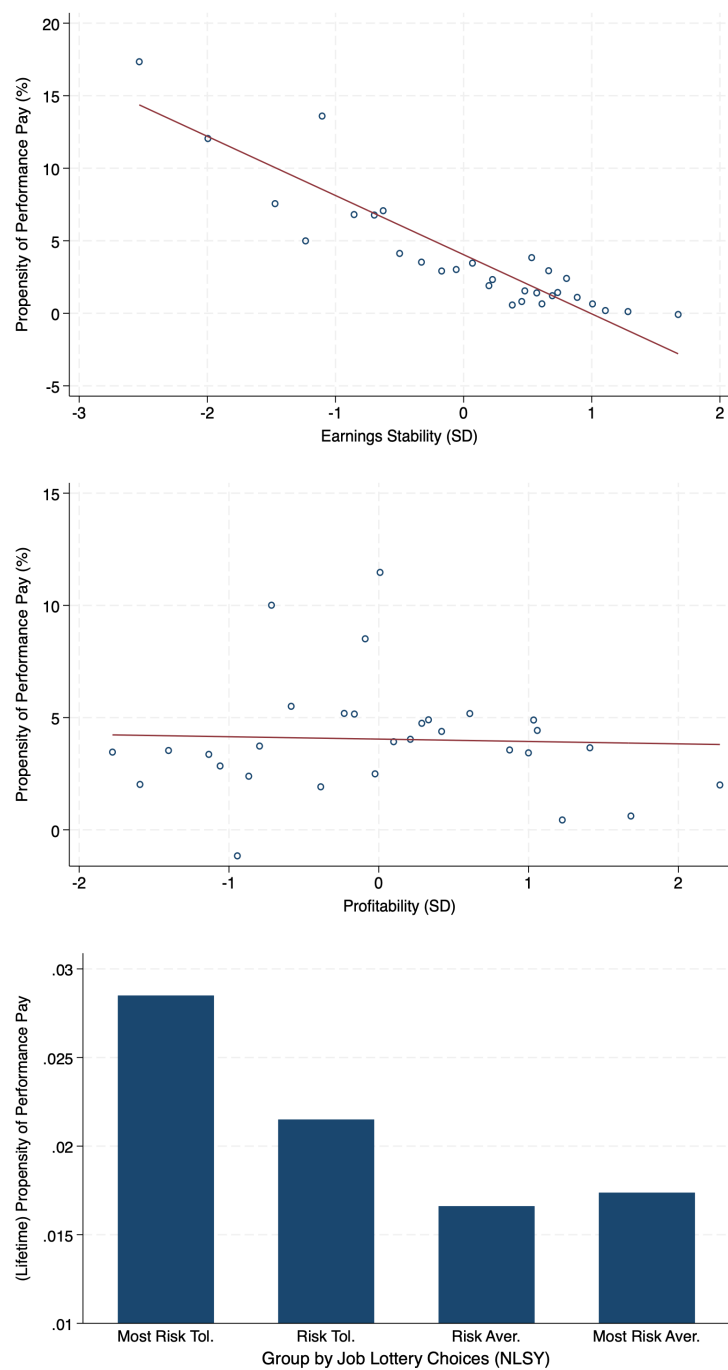 Propensity of Performance Pay (%)
20
15
10
5
0
-5
-3 -2 -1 0 1 2
Earnings Stability (SD)
Propensity of Performance Pay (%)
15
10
5
0
-2 -1 0 1 2
Profitability (SD)
(Lifetime) Propensity of Performance Pay
.03
.025
.02
.015
.01
Most Risk Tol. Risk Tol. Risk Aver. Most Risk Aver.
Group by Job Lottery Choices (NLSY)